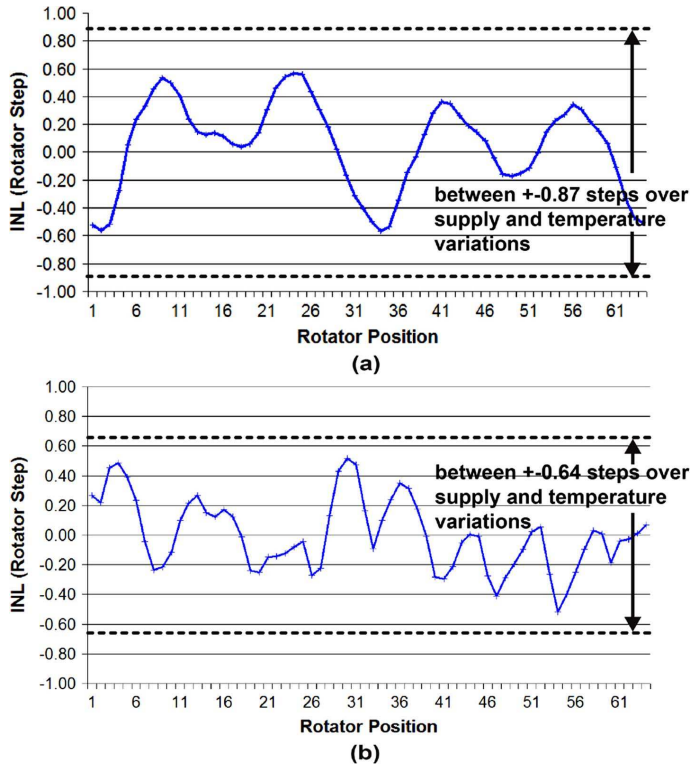 1.00
0.80
0.60
0.40
0.20
0.00
-0.20
-0.40
-0.60
-0.80
-1.00
INL (Rotator Step)
between +-0.87 steps over
supply and temperature
variations
1 6 11 16 21 26 31 36 41 46 51 56 61
Rotator Position
(a)
1.00
0.80
0.60
0.40
0.20
0.00
-0.20
-0.40
-0.60
-0.80
-1.00
INL (Rotator Step)
between +-0.64 steps over
supply and temperature
variations
1 6 11 16 21 26 31 36 41 46 51 56 61
Rotator Position
(b)